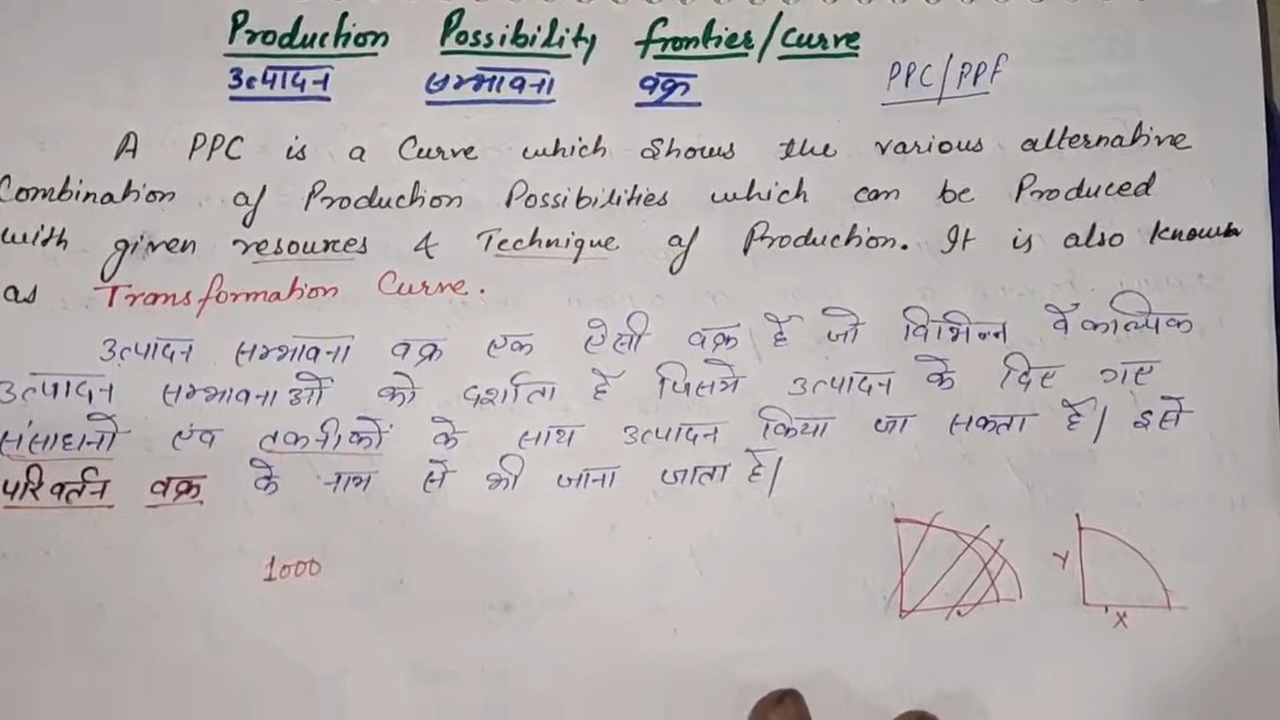 Production Possibility frontier/curve
उत्पादन सम्भावना वक्र
PPC/PPF
A PPC is a Curve which Shows the various alternative
Combination of Production Possibilities which can be Produced
with given resources & Technique of Production. It is also known
as Transformation Curve.
उत्पादन सम्भावना वक्र एक ऐसी वक्र है जो विभिन्न वैकल्पिक
उत्पादन सम्भावनाओं को दर्शाता है जिसमे उत्पादन के दिए गए
संसाधनों एंव तकनीकों के साथ उत्पादन किया जा सकता है। इसे
परिवर्तन वक्र के नाम से भी जाना जाता है।
1000
Y
X